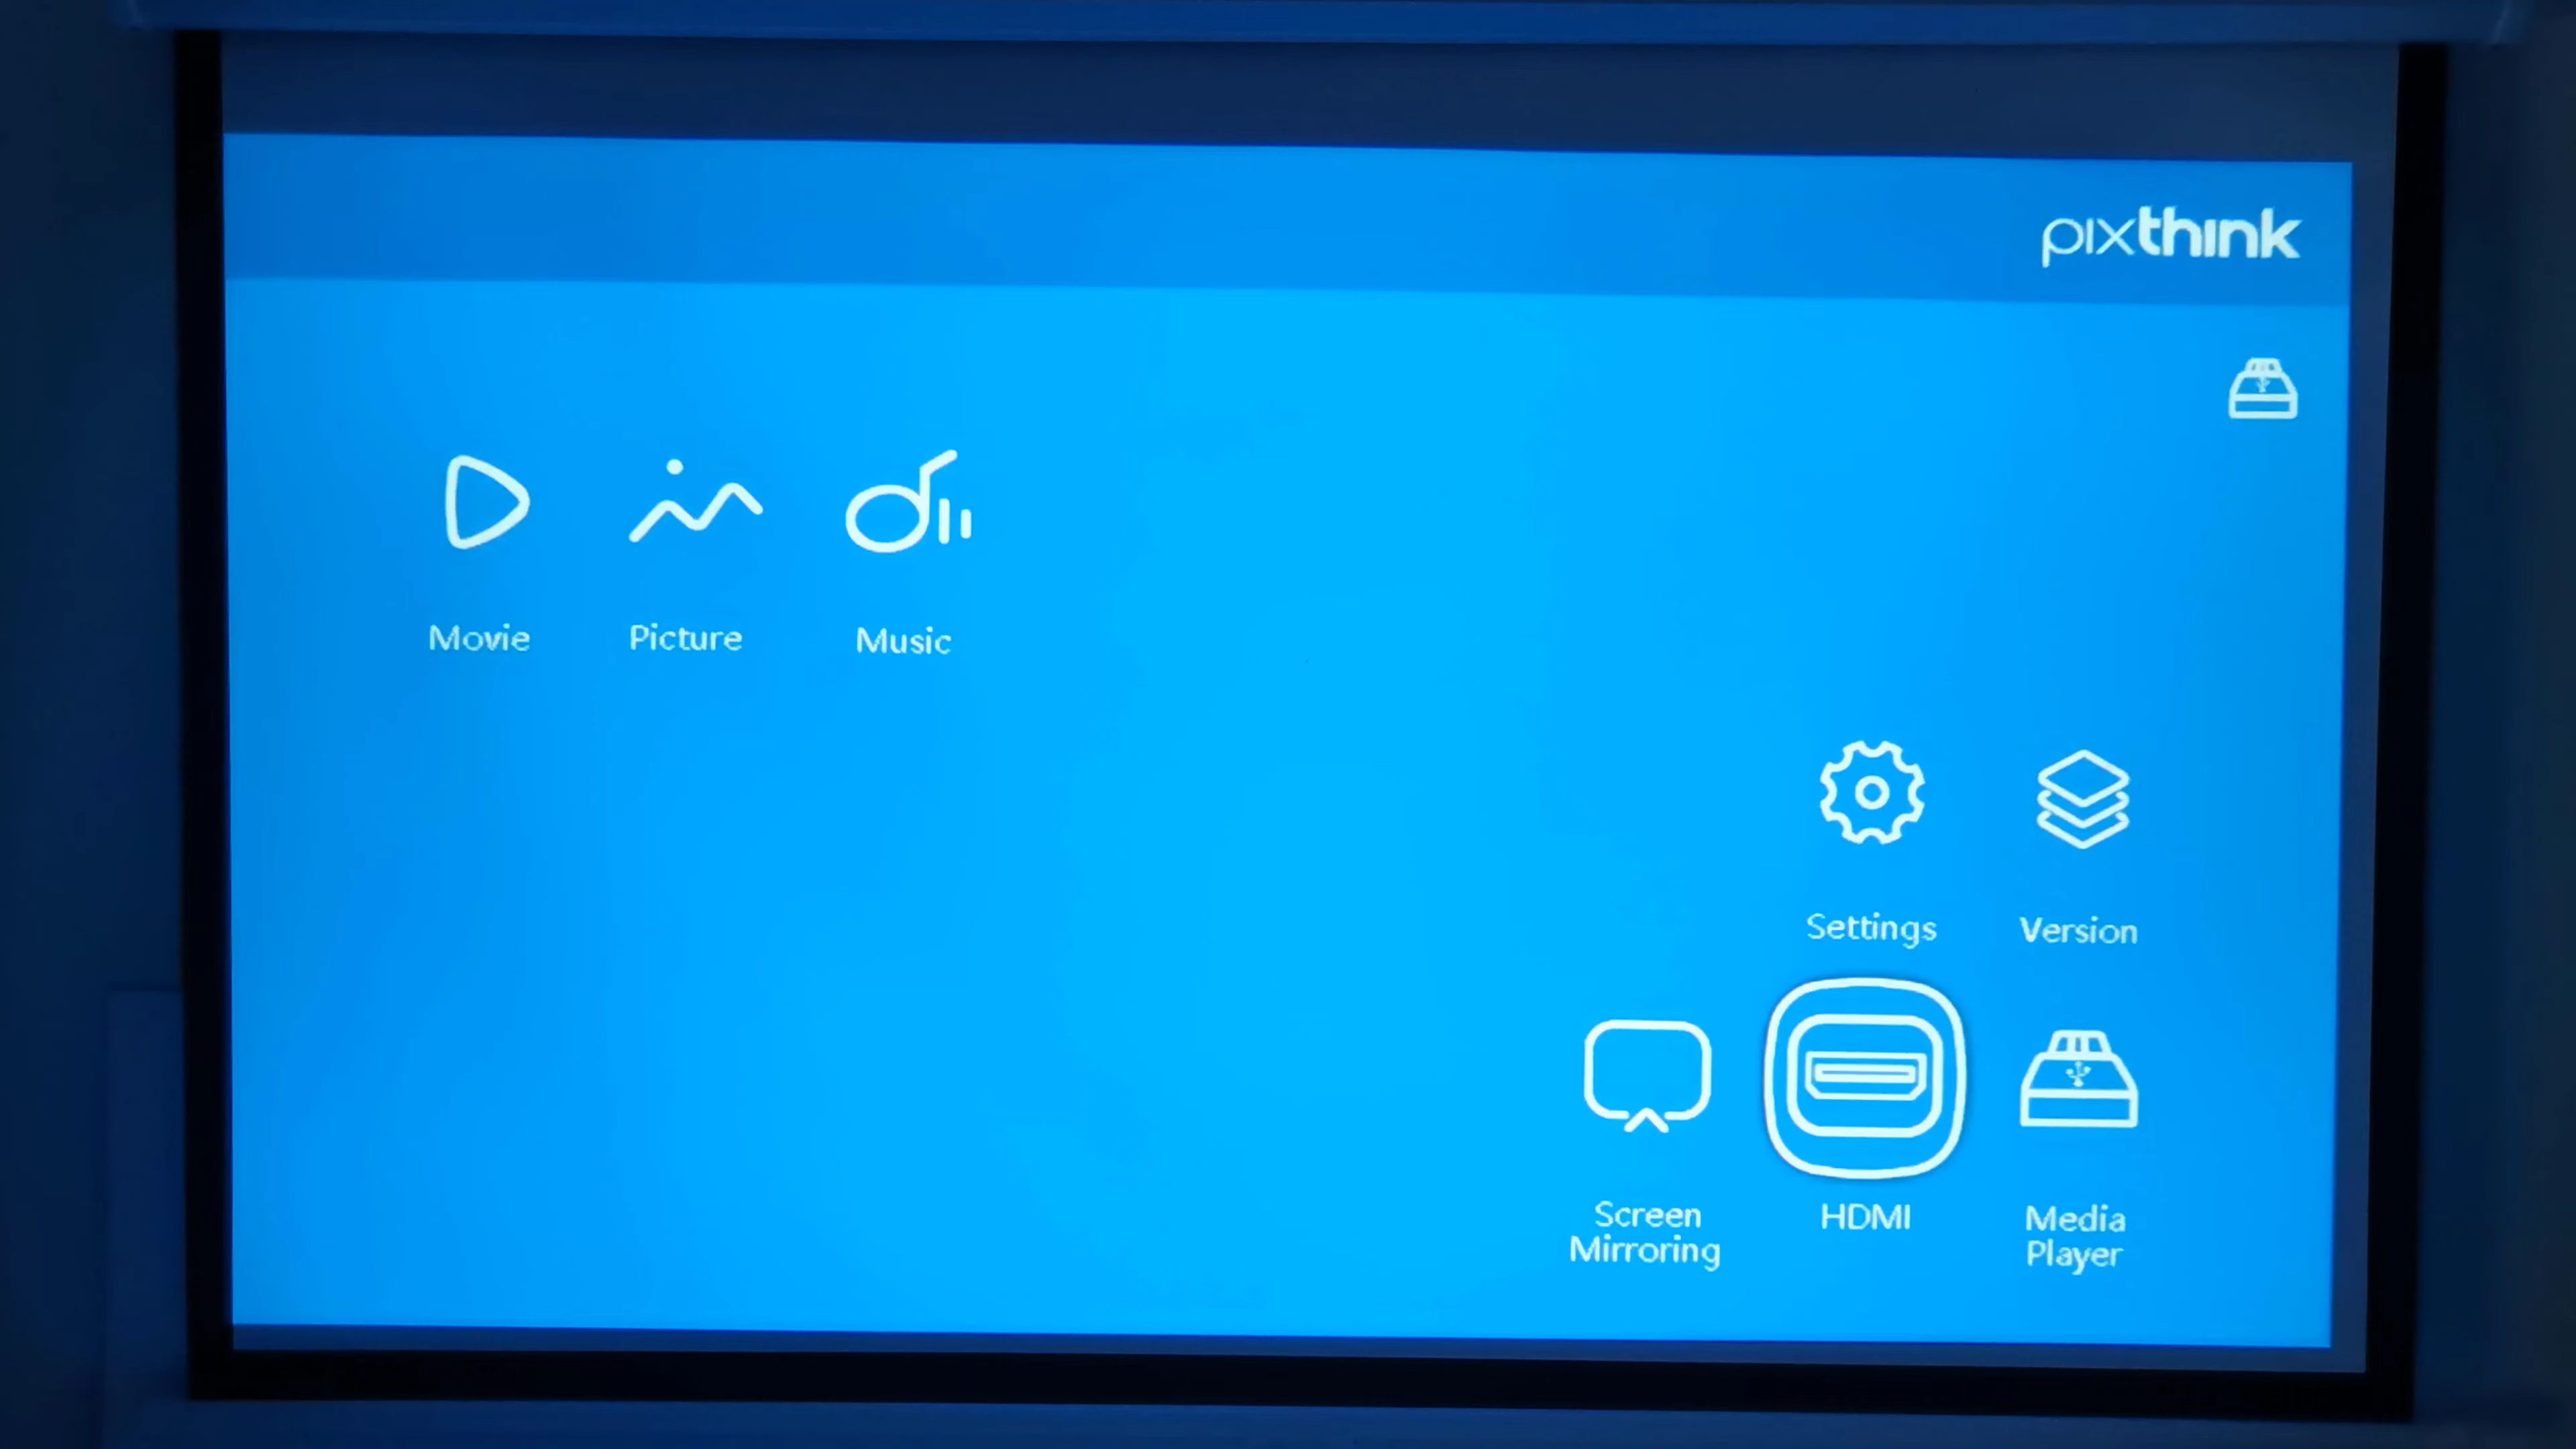 pixthink
Movie
Picture
Music
Settings
Version
Screen
Mirroring
HDMI
Media
Player